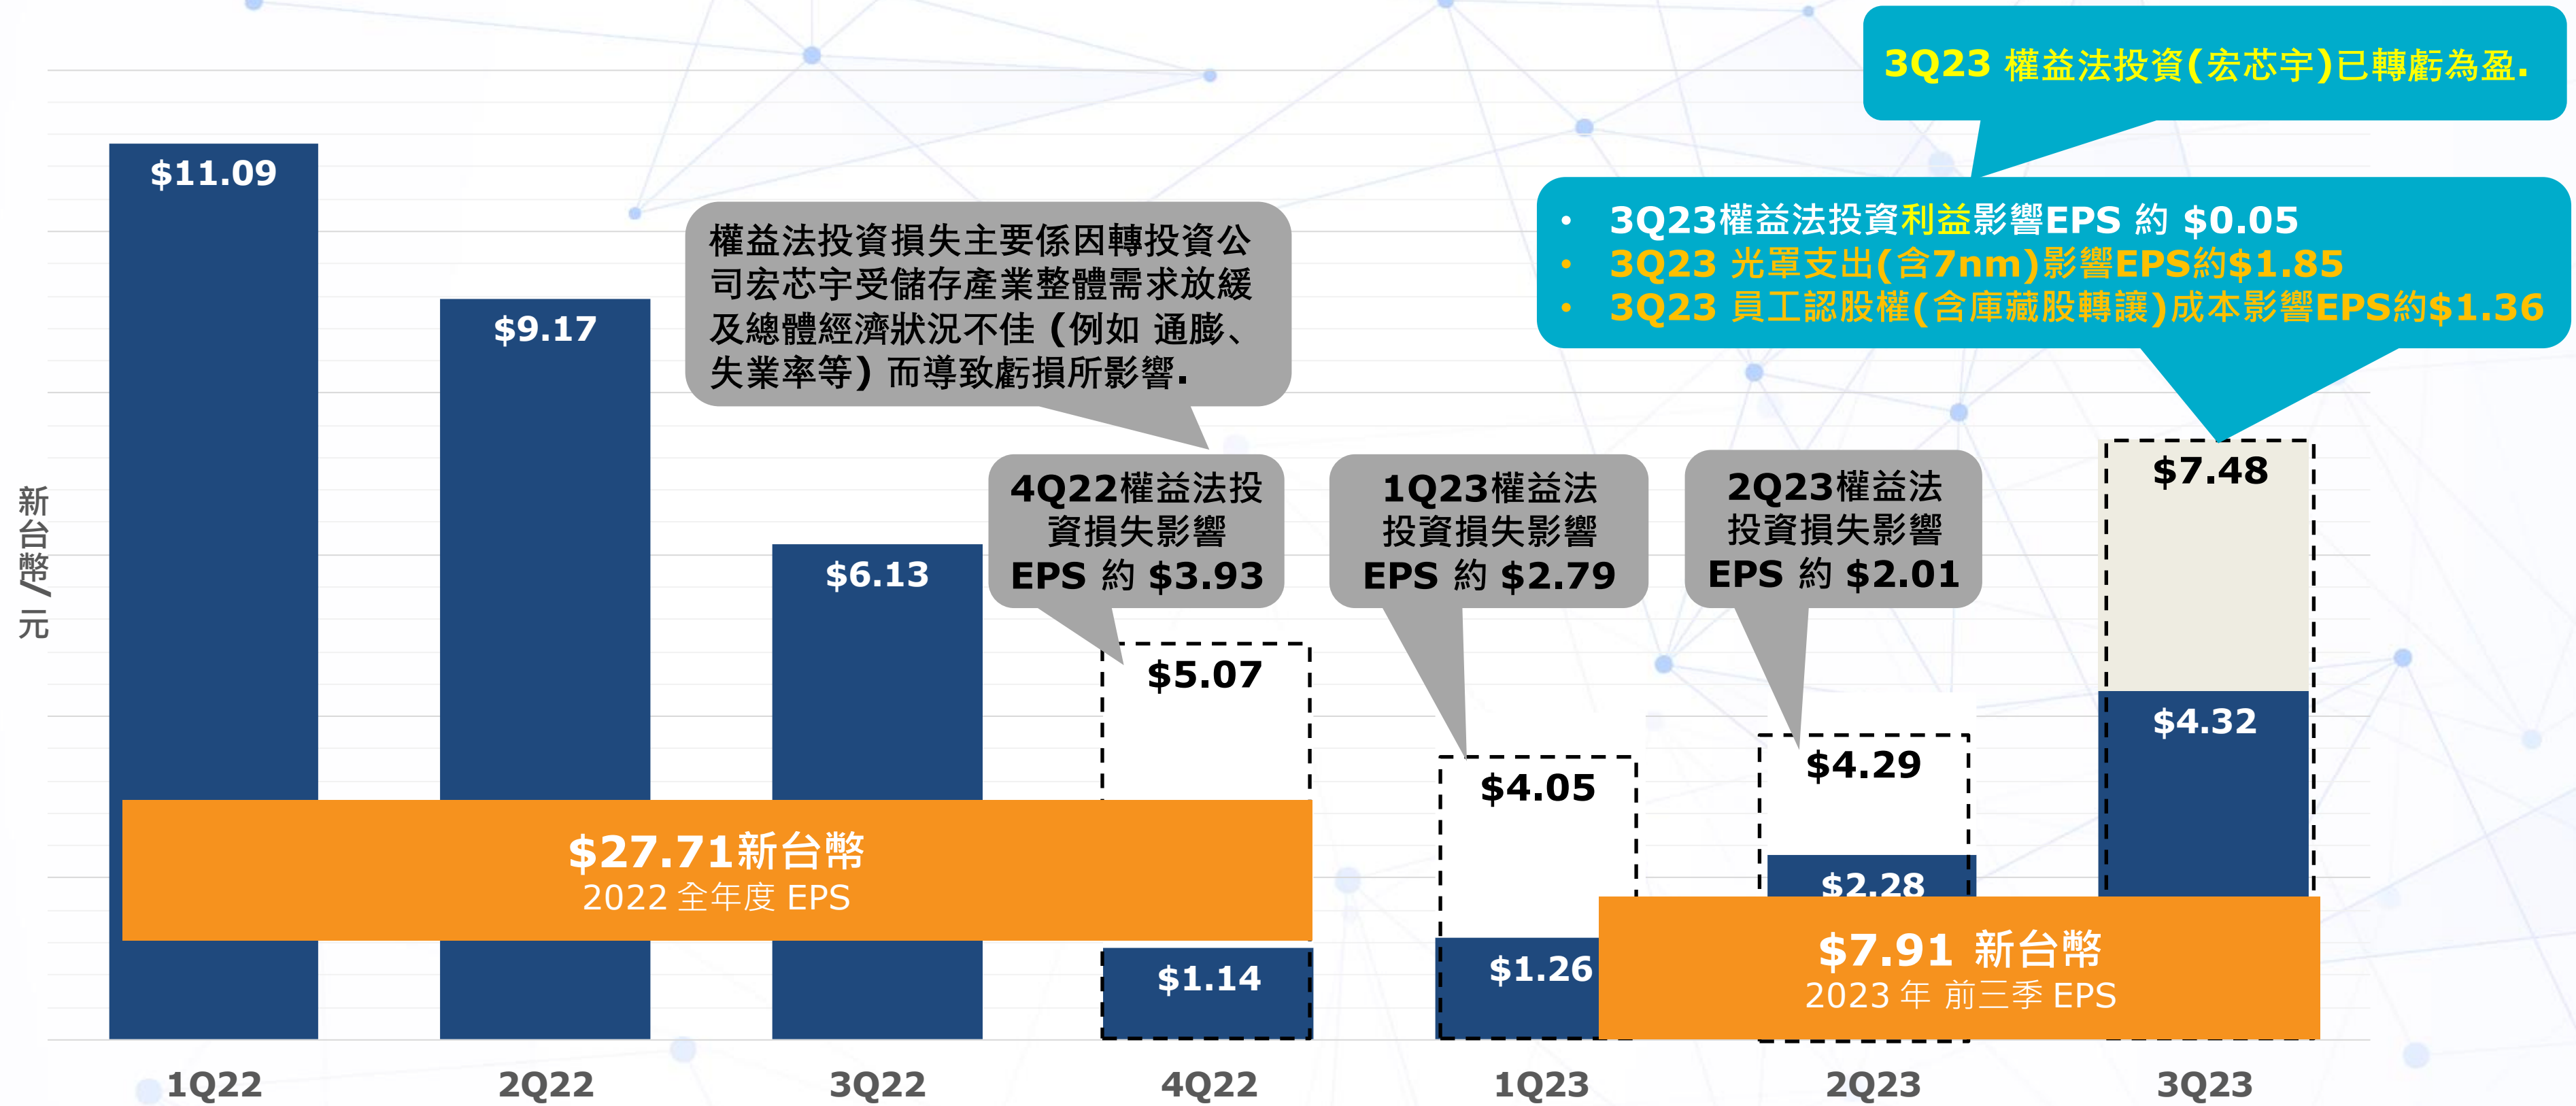 3Q23 權益法投資(宏芯宇)已轉虧為盈.
• 3Q23權益法投資利益影響EPS 約 $0.05
• 3Q23 光罩支出(含7nm)影響EPS約$1.85
• 3Q23 員工認股權(含庫藏股轉讓)成本影響EPS約$1.36
權益法投資損失主要係因轉投資公
司宏芯宇受儲存產業整體需求放緩
及總體經濟狀況不佳 (例如 通膨、
失業率等) 而導致虧損所影響.
4Q22權益法投
資損失影響
EPS 約 $3.93
1Q23權益法
投資損失影響
EPS 約 $2.79
2Q23權益法
投資損失影響
EPS 約 $2.01
新台幣/元
$11.09
$9.17
$6.13
$5.07
$1.14
$4.05
$1.26
$4.29
$2.28
$7.48
$4.32
$27.71新台幣
2022 全年度 EPS
$7.91 新台幣
2023 年 前三季 EPS
1Q22
2Q22
3Q22
4Q22
1Q23
2Q23
3Q23